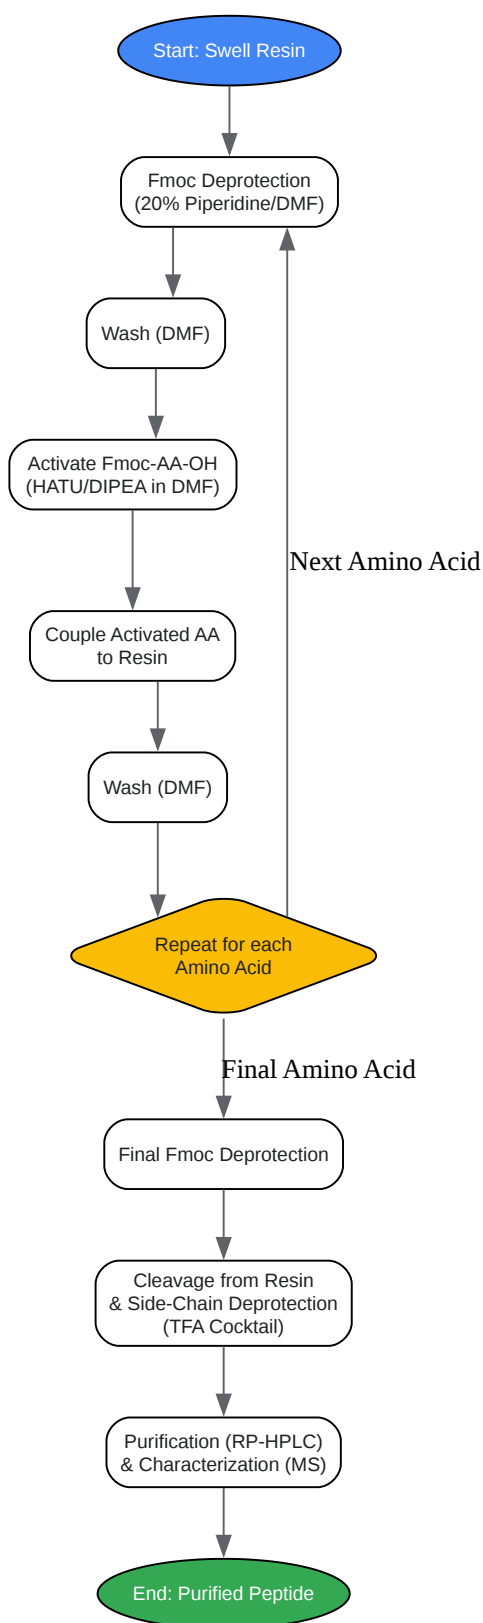 Start: Swell Resin
Fmoc Deprotection
(20% Piperidine/DMF)
Wash (DMF)
Activate Fmoc-AA-OH
(HATU/DIPEA in DMF)
Next Amino Acid
Couple Activated AA
to Resin
Wash (DMF)
Repeat for each
Amino Acid
Final Amino Acid
Final Fmoc Deprotection
Cleavage from Resin
& Side-Chain Deprotection
(TFA Cocktail)
Purification (RP-HPLC)
& Characterization (MS)
End: Purified Peptide